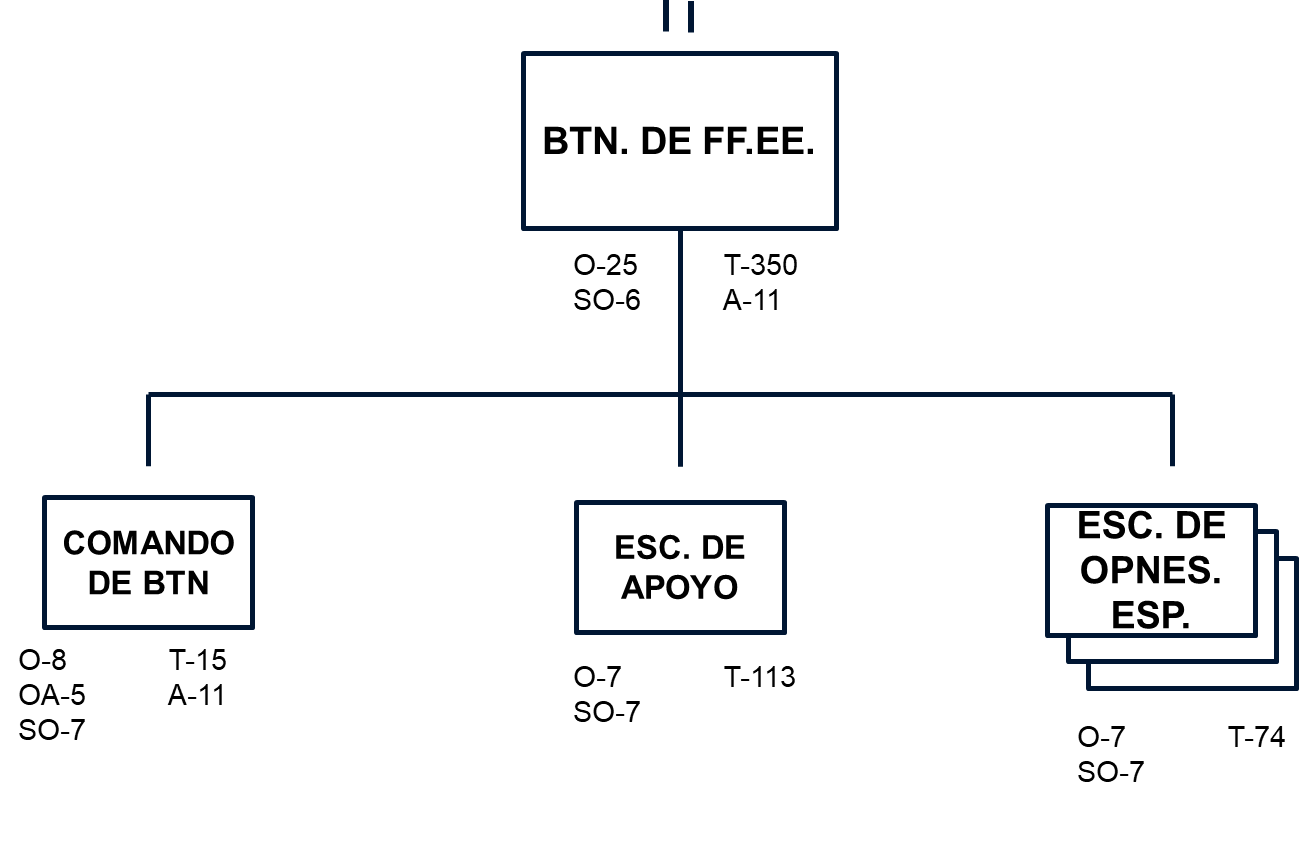 BTN. DE FF.EE.
O-25 T-350
SO-6 A-11
COMANDO
DE BTN
O-8 T-15
OA-5 A-11
SO-7
ESC. DE
APOYO
O-7 T-113
SO-7
ESC. DE
OPNES.
ESP.
O-7 T-74
SO-7